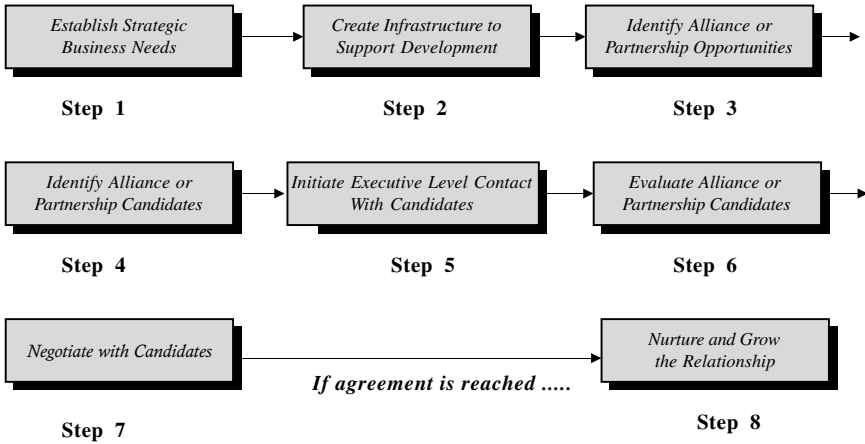 Establish Strategic
Business Needs
Create Infrastructure to
Support Development
Identify Alliance or
Partnership Opportunities
Step 1
Step 2
Step 3
Identify Alliance or
Partnership Candidates
Initiate Executive Level Contact
With Candidates
Evaluate Alliance or
Partnership Candidates
Step 4
Step 5
Step 6
Negotiate with Candidates
If agreement is reached .....
Nurture and Grow
the Relationship
Step 7
Step 8